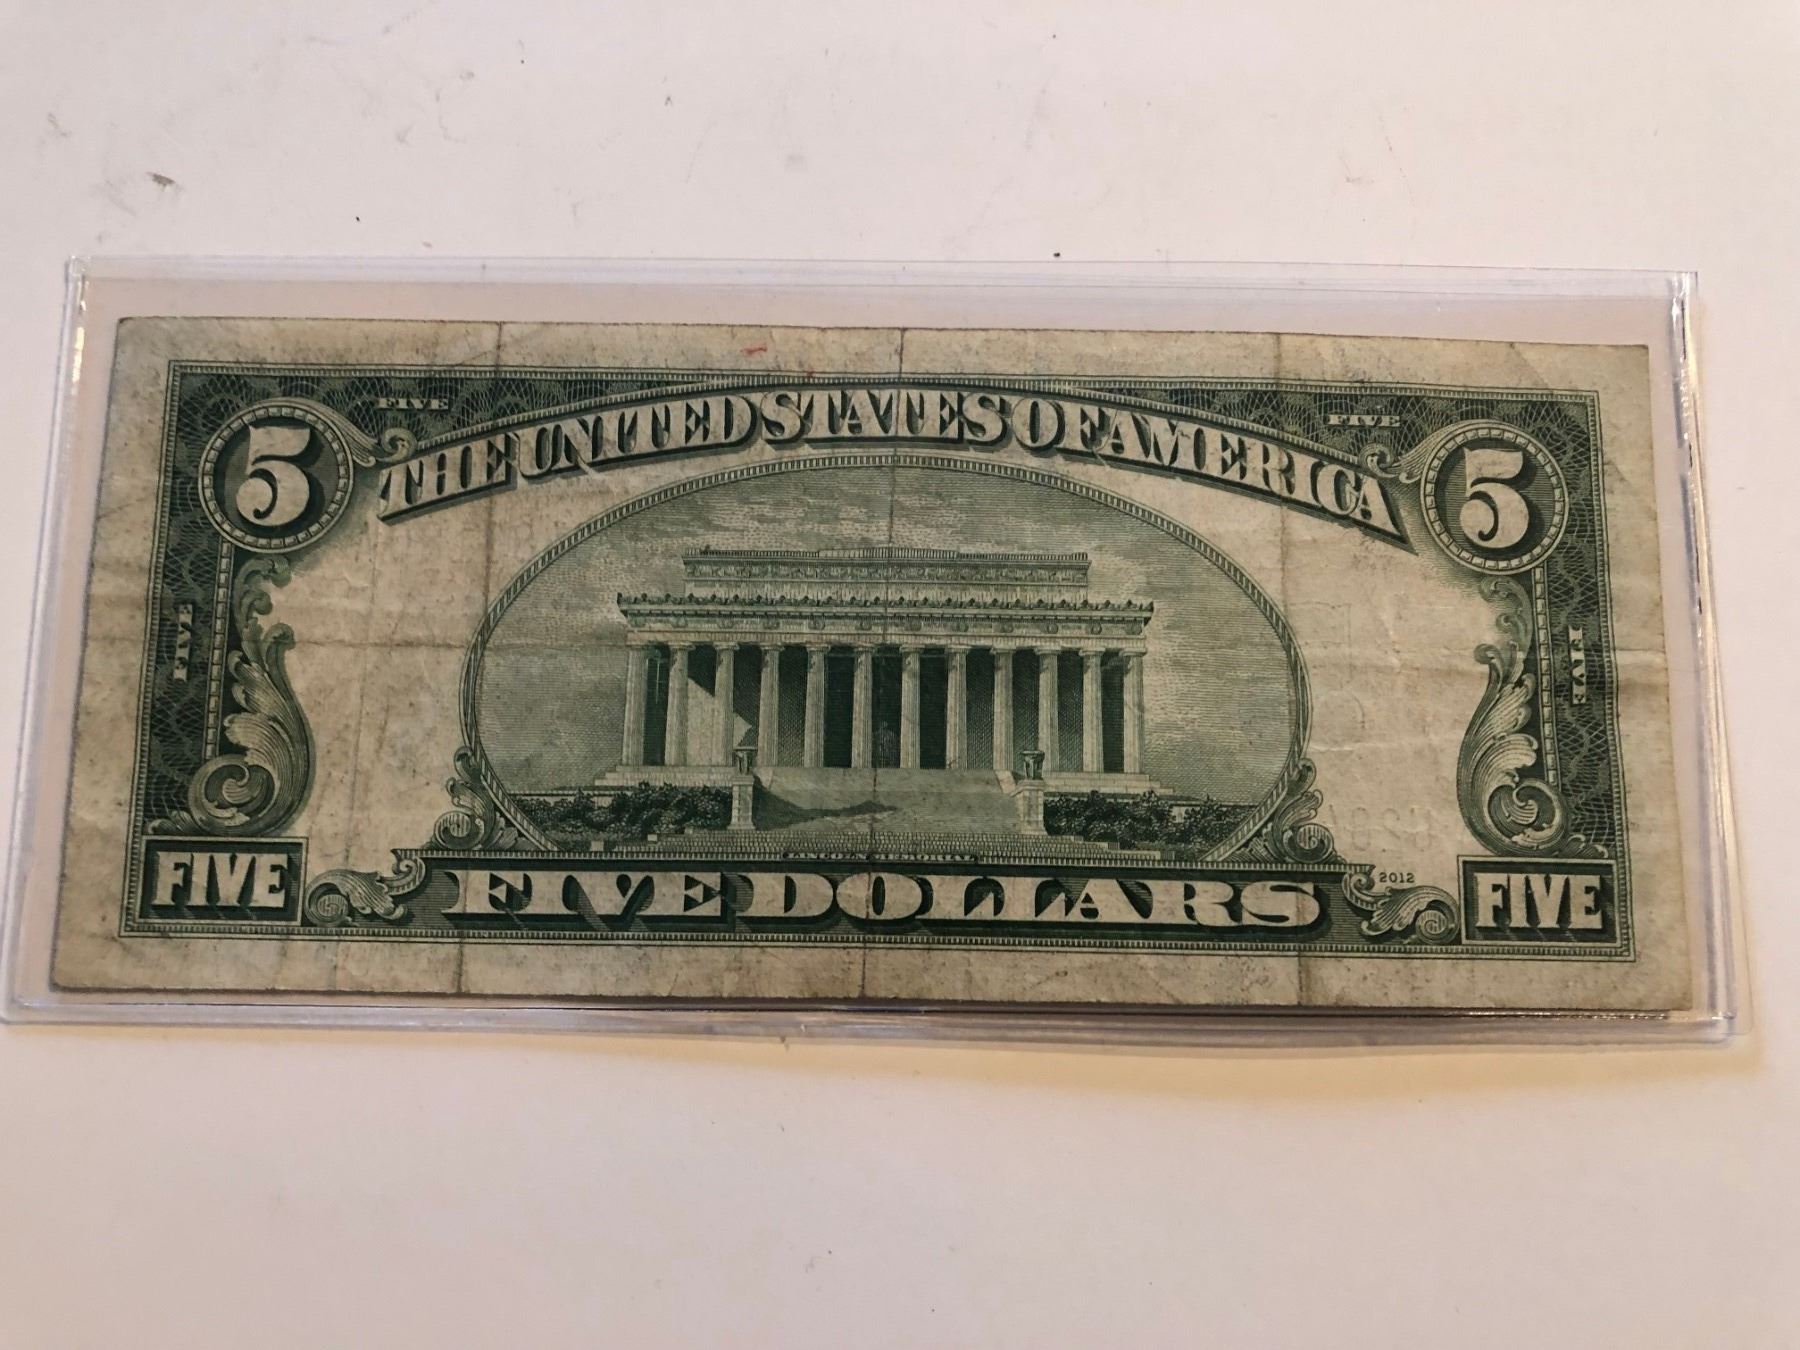 FIVE
FIVE
5
THE UNITED STATES OF AMERICA
5
FIVE
FIVE
LINCOLN MEMORIAL
2012
FIVE
FIVE DOLLARS
FIVE